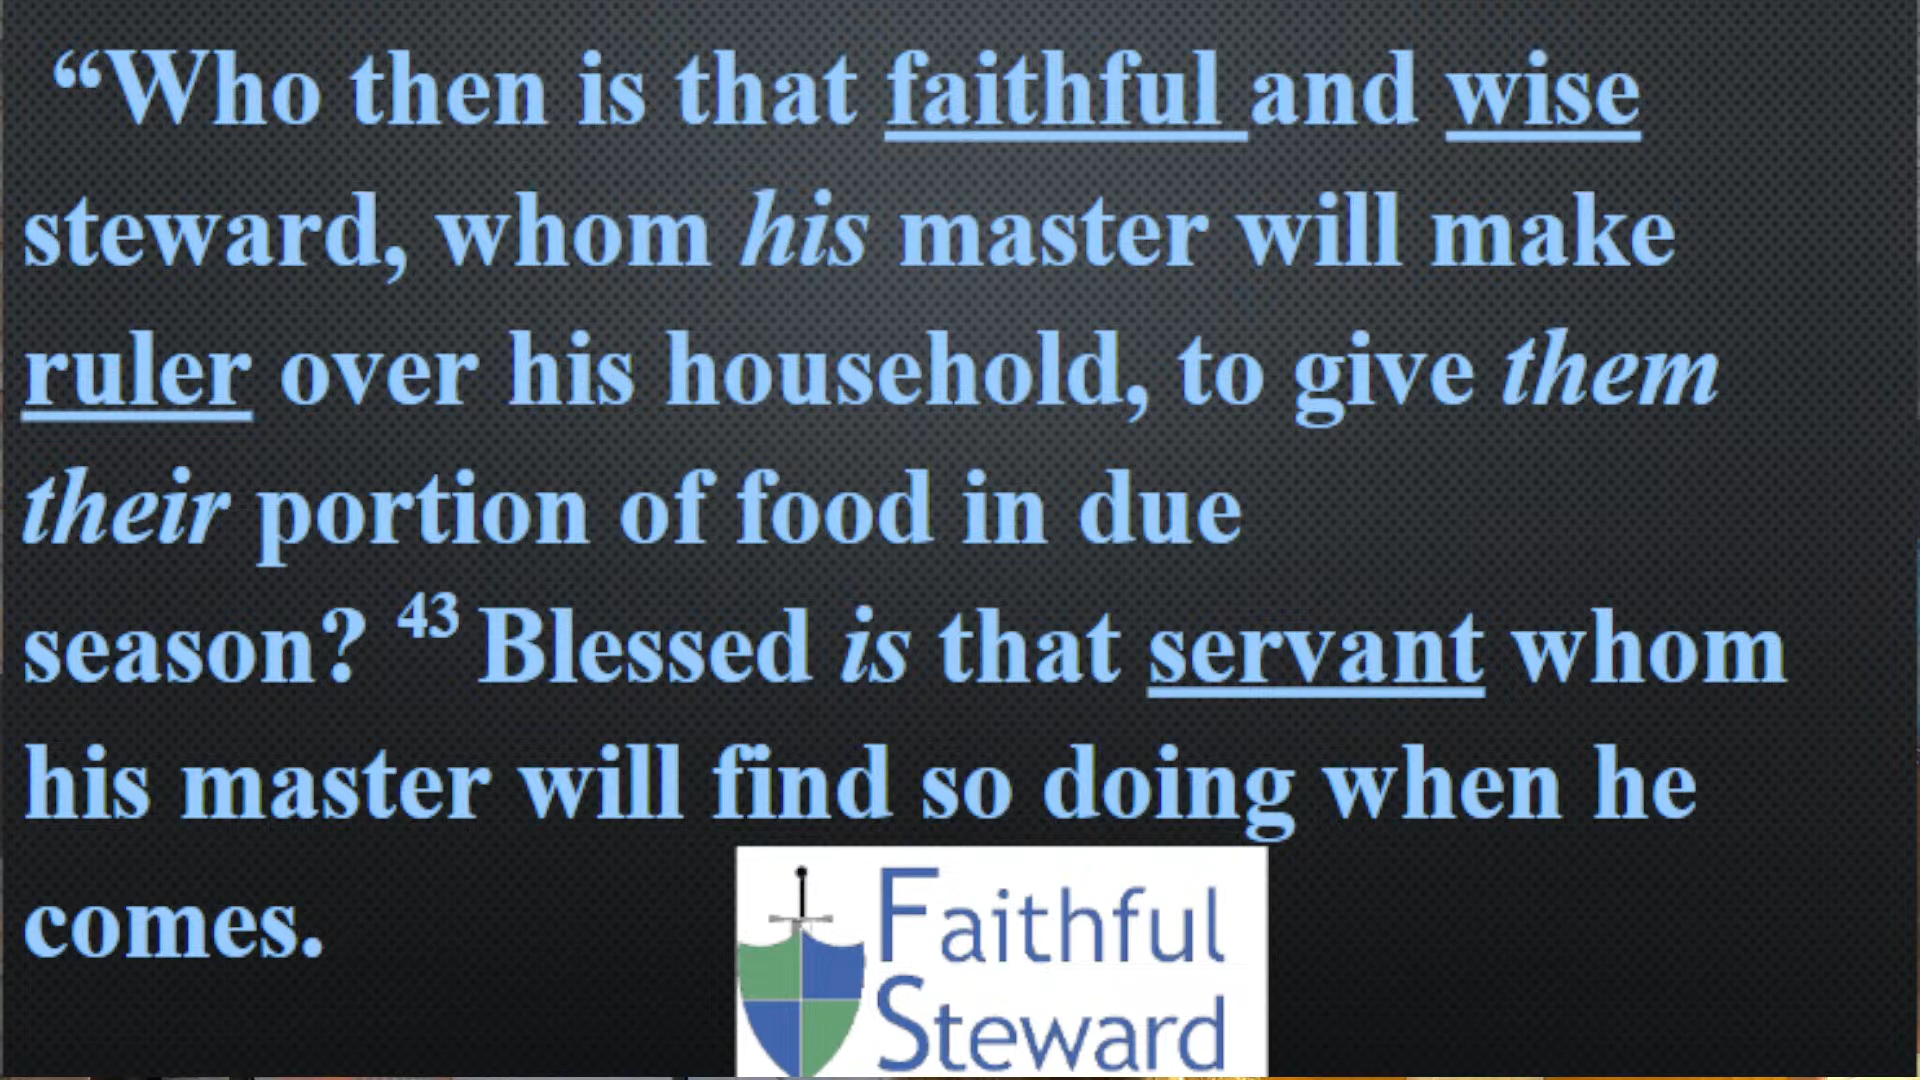 “Who then is that faithful and wise
steward, whom his master will make
ruler over his household, to give them
their portion of food in due
season? 43 Blessed is that servant whom
his master will find so doing when he
comes.
Faithful
Steward